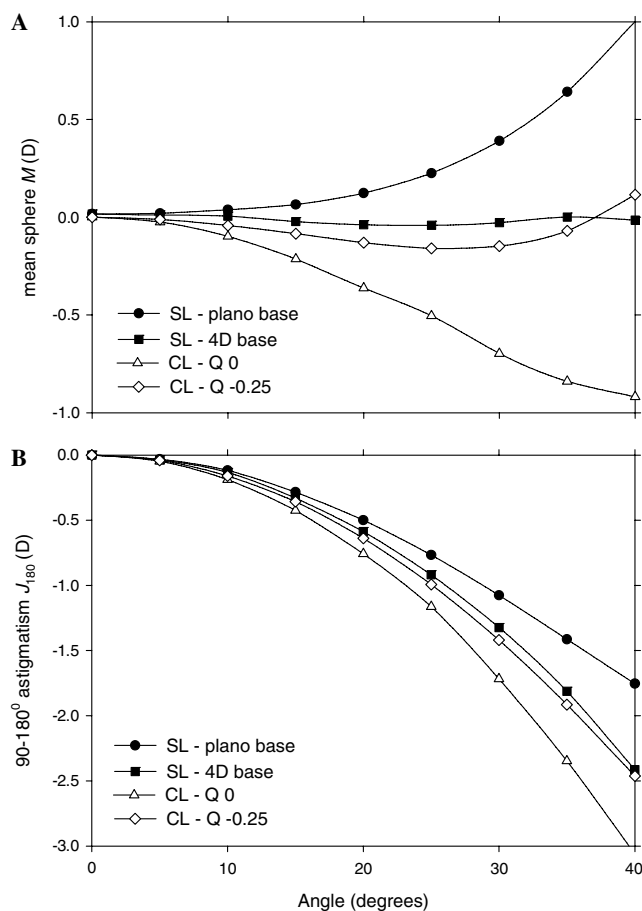 A
1.0
0.5
0.0
-0.5
-1.0
mean sphere M (D)
SL - plano base
SL - 4D base
CL - Q 0
CL - Q -0.25
B
0.0
-0.5
-1.0
-1.5
-2.0
-2.5
-3.0
90-180⁰ astigmatism J₁₈₀ (D)
SL - plano base
SL - 4D base
CL - Q 0
CL - Q -0.25
0 10 20 30 40
Angle (degrees)